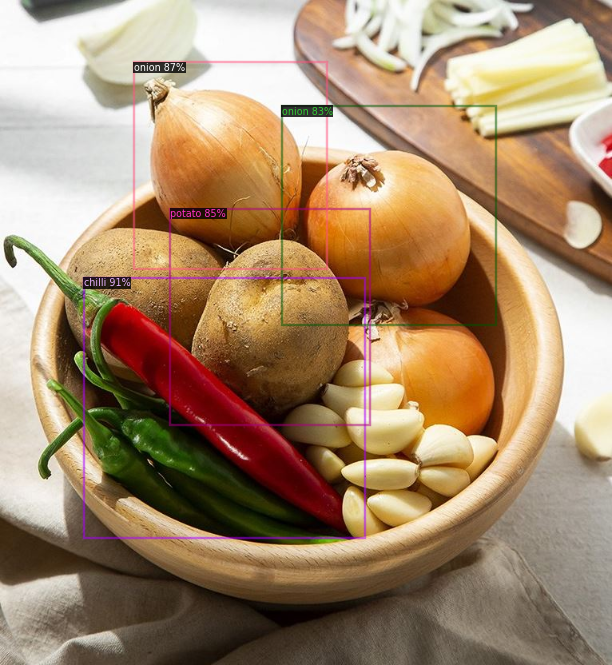 onion 87%
onion 83%
potato 85%
chilli 91%